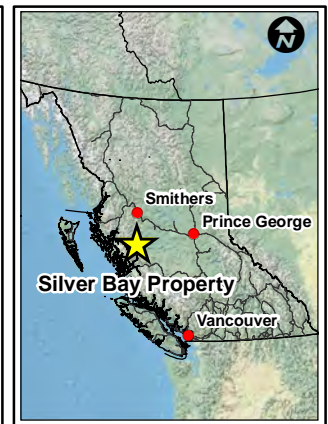 N
Smithers
Prince George
Silver Bay Property
Vancouver